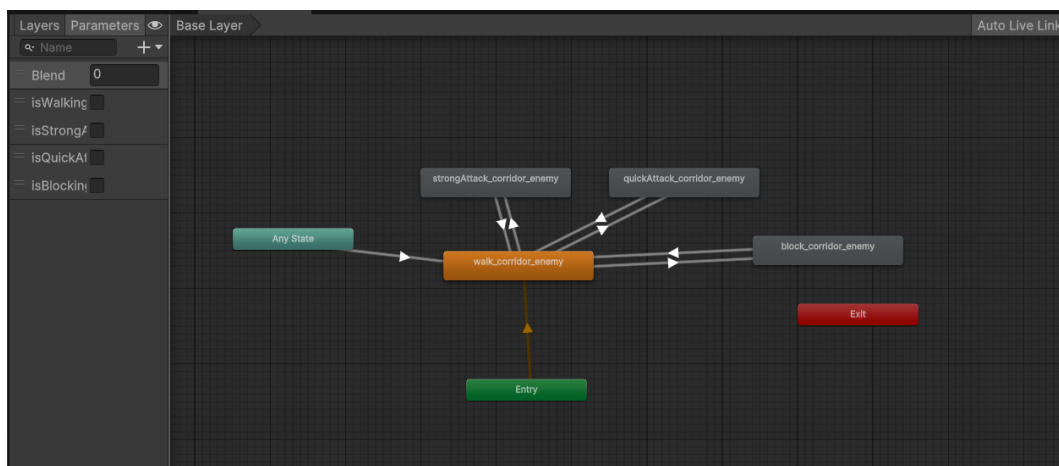 Layers Parameters Base Layer Auto Live Link
Name
Blend 0
isWalking
isStrongA
isQuickAt
isBlocking
strongAttack_corridor_enemy
quickAttack_corridor_enemy
Any State
block_corridor_enemy
walk_corridor_enemy
Exit
Entry